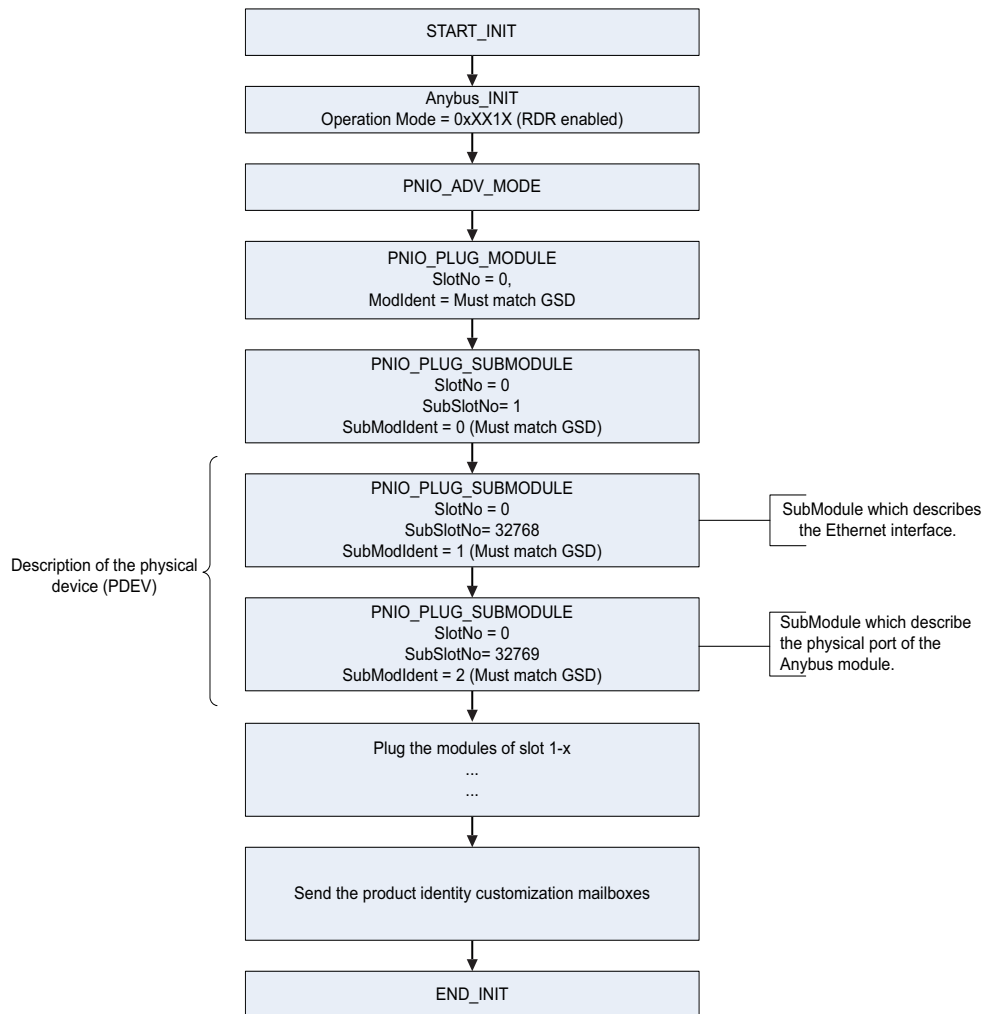 START_INIT
Anybus_INIT
Operation Mode = 0xXX1X (RDR enabled)
PNIO_ADV_MODE
PNIO_PLUG_MODULE
SlotNo = 0,
ModIdent = Must match GSD
PNIO_PLUG_SUBMODULE
SlotNo = 0
SubSlotNo= 1
SubModIdent = 0 (Must match GSD)
Description of the physical
device (PDEV)
PNIO_PLUG_SUBMODULE
SlotNo = 0
SubSlotNo= 32768
SubModIdent = 1 (Must match GSD)
SubModule which describes
the Ethernet interface.
PNIO_PLUG_SUBMODULE
SlotNo = 0
SubSlotNo= 32769
SubModIdent = 2 (Must match GSD)
SubModule which describe
the physical port of the
Anybus module.
Plug the modules of slot 1-x
...
...
Send the product identity customization mailboxes
END_INIT